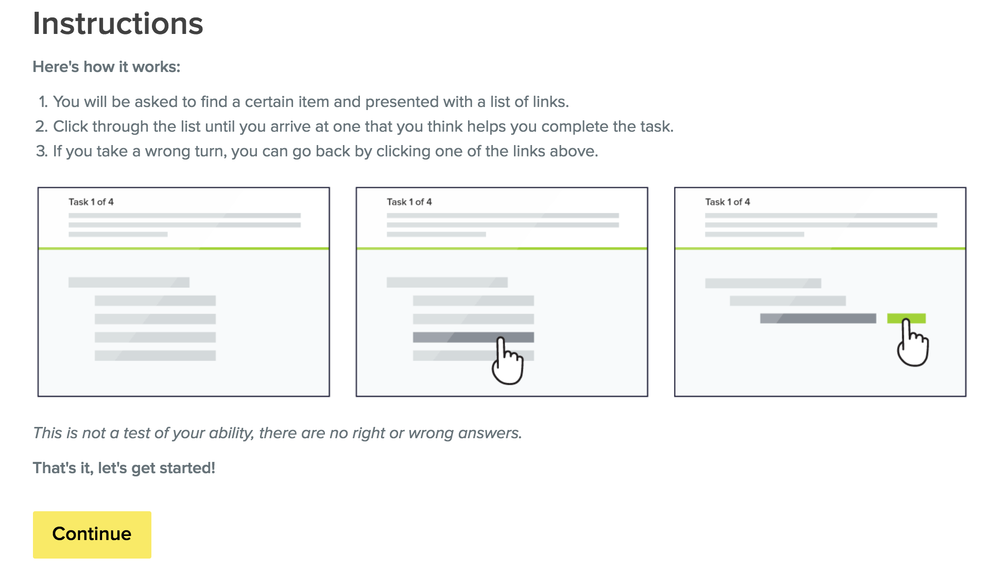 Instructions
Here's how it works:
1. You will be asked to find a certain item and presented with a list of links.
2. Click through the list until you arrive at one that you think helps you complete the task.
3. If you take a wrong turn, you can go back by clicking one of the links above.
Task 1 of 4
Task 1 of 4
Task 1 of 4
This is not a test of your ability, there are no right or wrong answers.
That's it, let's get started!
Continue